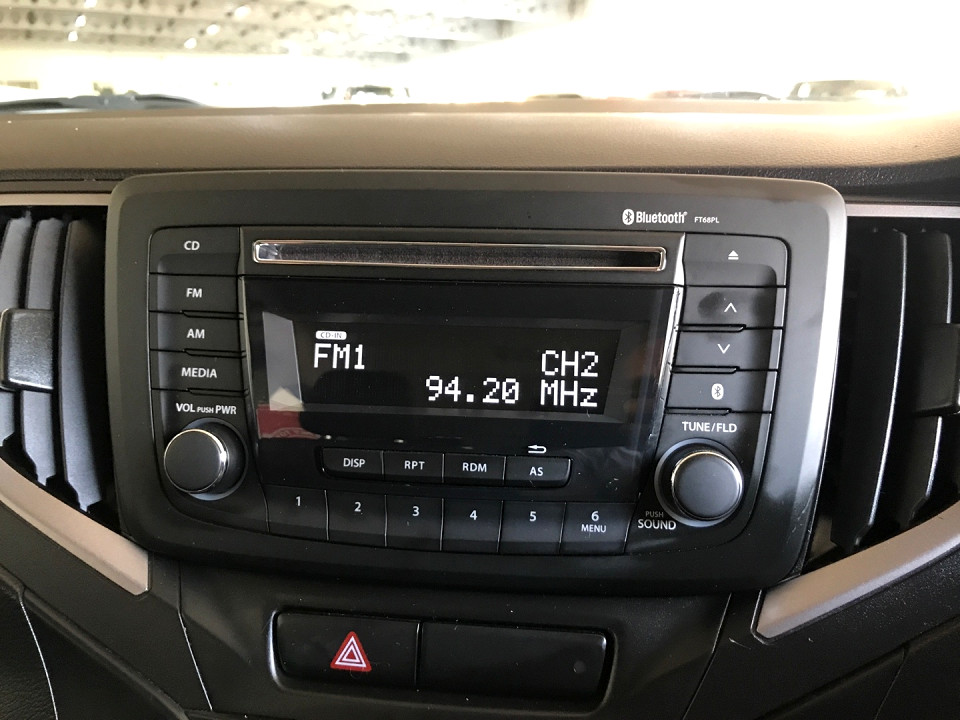 Bluetooth FT68PL
CD
FM
AM
MEDIA
VOL PUSH PWR
CD-IN
FM1 CH2
94.20 MHz
TUNE/FLD
DISP RPT RDM AS
1 2 3 4 5 6
MENU
PUSH
SOUND